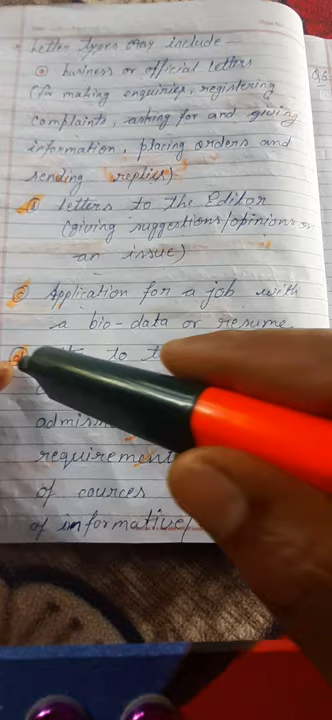 Letter types may include -
(a) business or official letters
(for making enquiries, registering
complaints, asking for and giving
information, placing orders and
sending replies)
(b) letters to the Editor
(giving suggestions/opinions on
an issue)
(c) Application for a job with
a bio-data or resume.
(d) to
requirement
of cources
of informative/
Q6